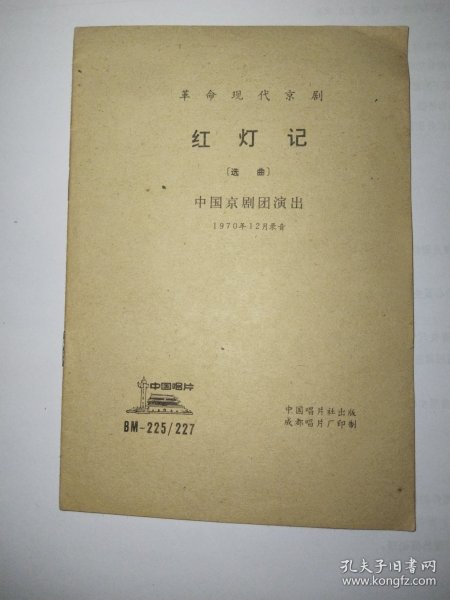 革命现代京剧
红灯记
〔选曲〕
中国京剧团演出
1970年12月录音
中国唱片
BM-225/227
中国唱片社出版
成都唱片厂印制
孔夫子旧书网
www.kongfz.com